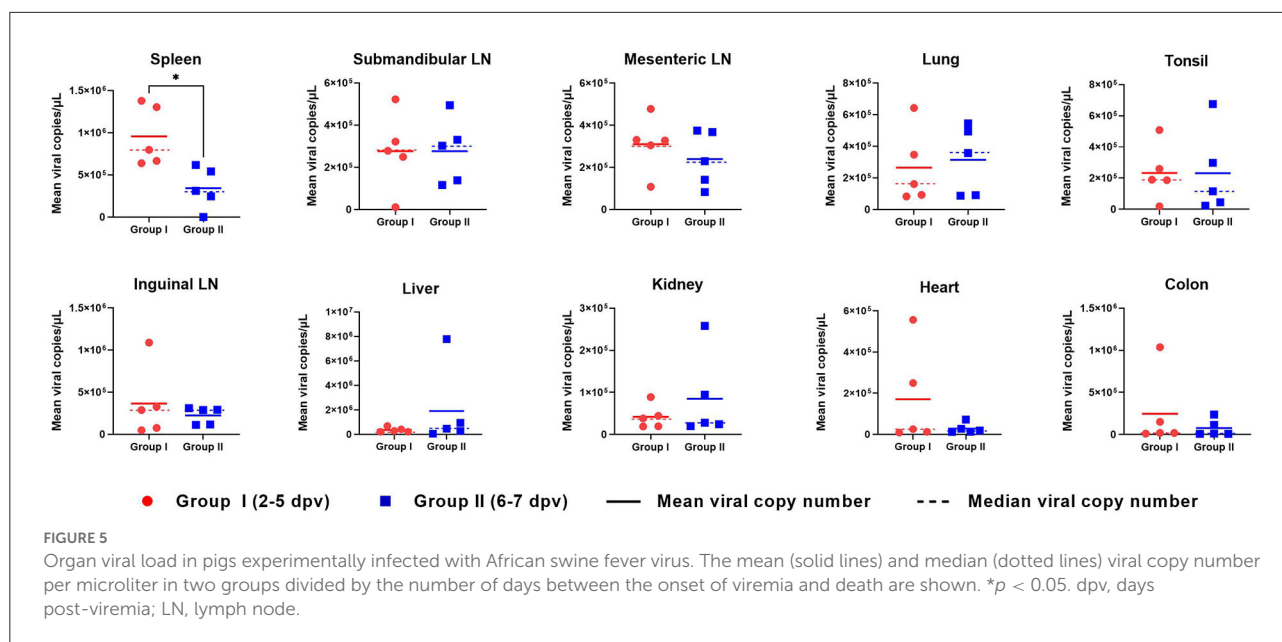 Spleen
*
Mean viral copies/μL
1.5×10⁶
1×10⁶
5×10⁵
0
Group I
Group II
Submandibular LN
Mean viral copies/μL
6×10⁵
4×10⁵
2×10⁵
0
Group I
Group II
Mesenteric LN
Mean viral copies/μL
6×10⁵
4×10⁵
2×10⁵
0
Group I
Group II
Lung
Mean viral copies/μL
8×10⁵
6×10⁵
4×10⁵
2×10⁵
0
Group I
Group II
Tonsil
Mean viral copies/μL
8×10⁵
6×10⁵
4×10⁵
2×10⁵
0
Group I
Group II
Inguinal LN
Mean viral copies/μL
1.5×10⁶
1×10⁶
5×10⁵
0
Group I
Group II
Liver
Mean viral copies/μL
1×10⁷
8×10⁶
6×10⁶
4×10⁶
2×10⁶
0
Group I
Group II
Kidney
Mean viral copies/μL
3×10⁵
2×10⁵
1×10⁵
0
Group I
Group II
Heart
Mean viral copies/μL
6×10⁵
4×10⁵
2×10⁵
0
Group I
Group II
Colon
Mean viral copies/μL
1.5×10⁶
1×10⁶
5×10⁵
0
Group I
Group II
Group I (2-5 dpv)
Group II (6-7 dpv)
Mean viral copy number
Median viral copy number
FIGURE 5
Organ viral load in pigs experimentally infected with African swine fever virus. The mean (solid lines) and median (dotted lines) viral copy number
per microliter in two groups divided by the number of days between the onset of viremia and death are shown. *p < 0.05. dpv, days
post-viremia; LN, lymph node.